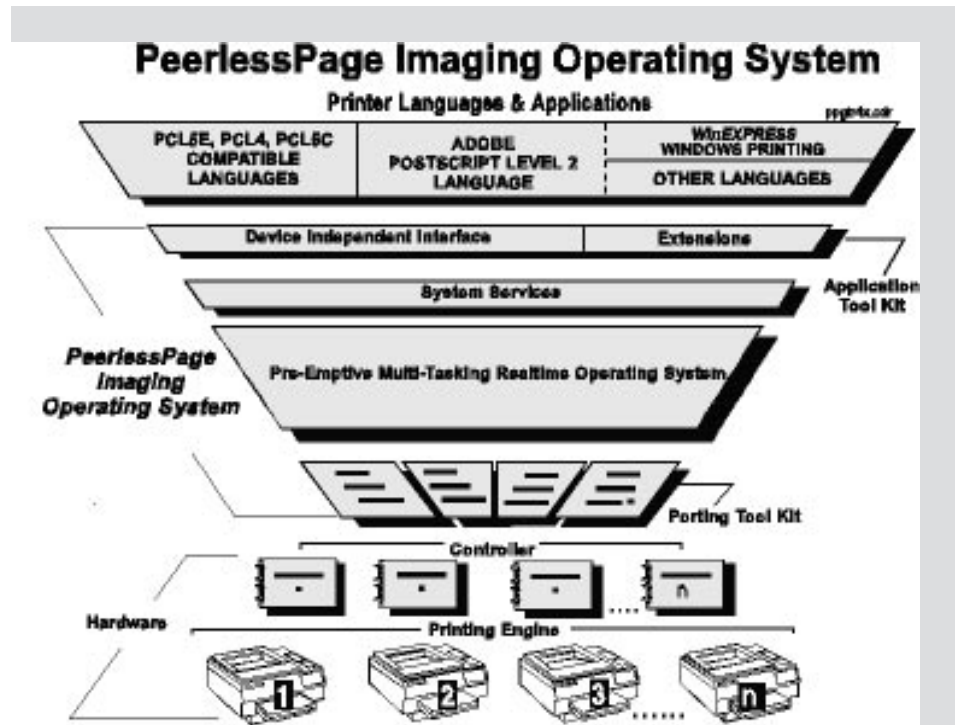 PeerlessPage Imaging Operating System
Printer Languages & Applications
PCL5E, PCL4, PCL5C
COMPATIBLE
LANGUAGES
ADOBE
POSTSCRIPT LEVEL 2
LANGUAGE
WinEXPRESS
WINDOWS PRINTING
OTHER LANGUAGES
Device Independent Interface
Extensions
Application
Tool Kit
System Services
PeerlessPage
Imaging
Operating System
Pre-Emptive Multi-Tasking Realtime Operating System
Porting Tool Kit
Controller
n
Hardware
Printing Engine
1
2
3
n